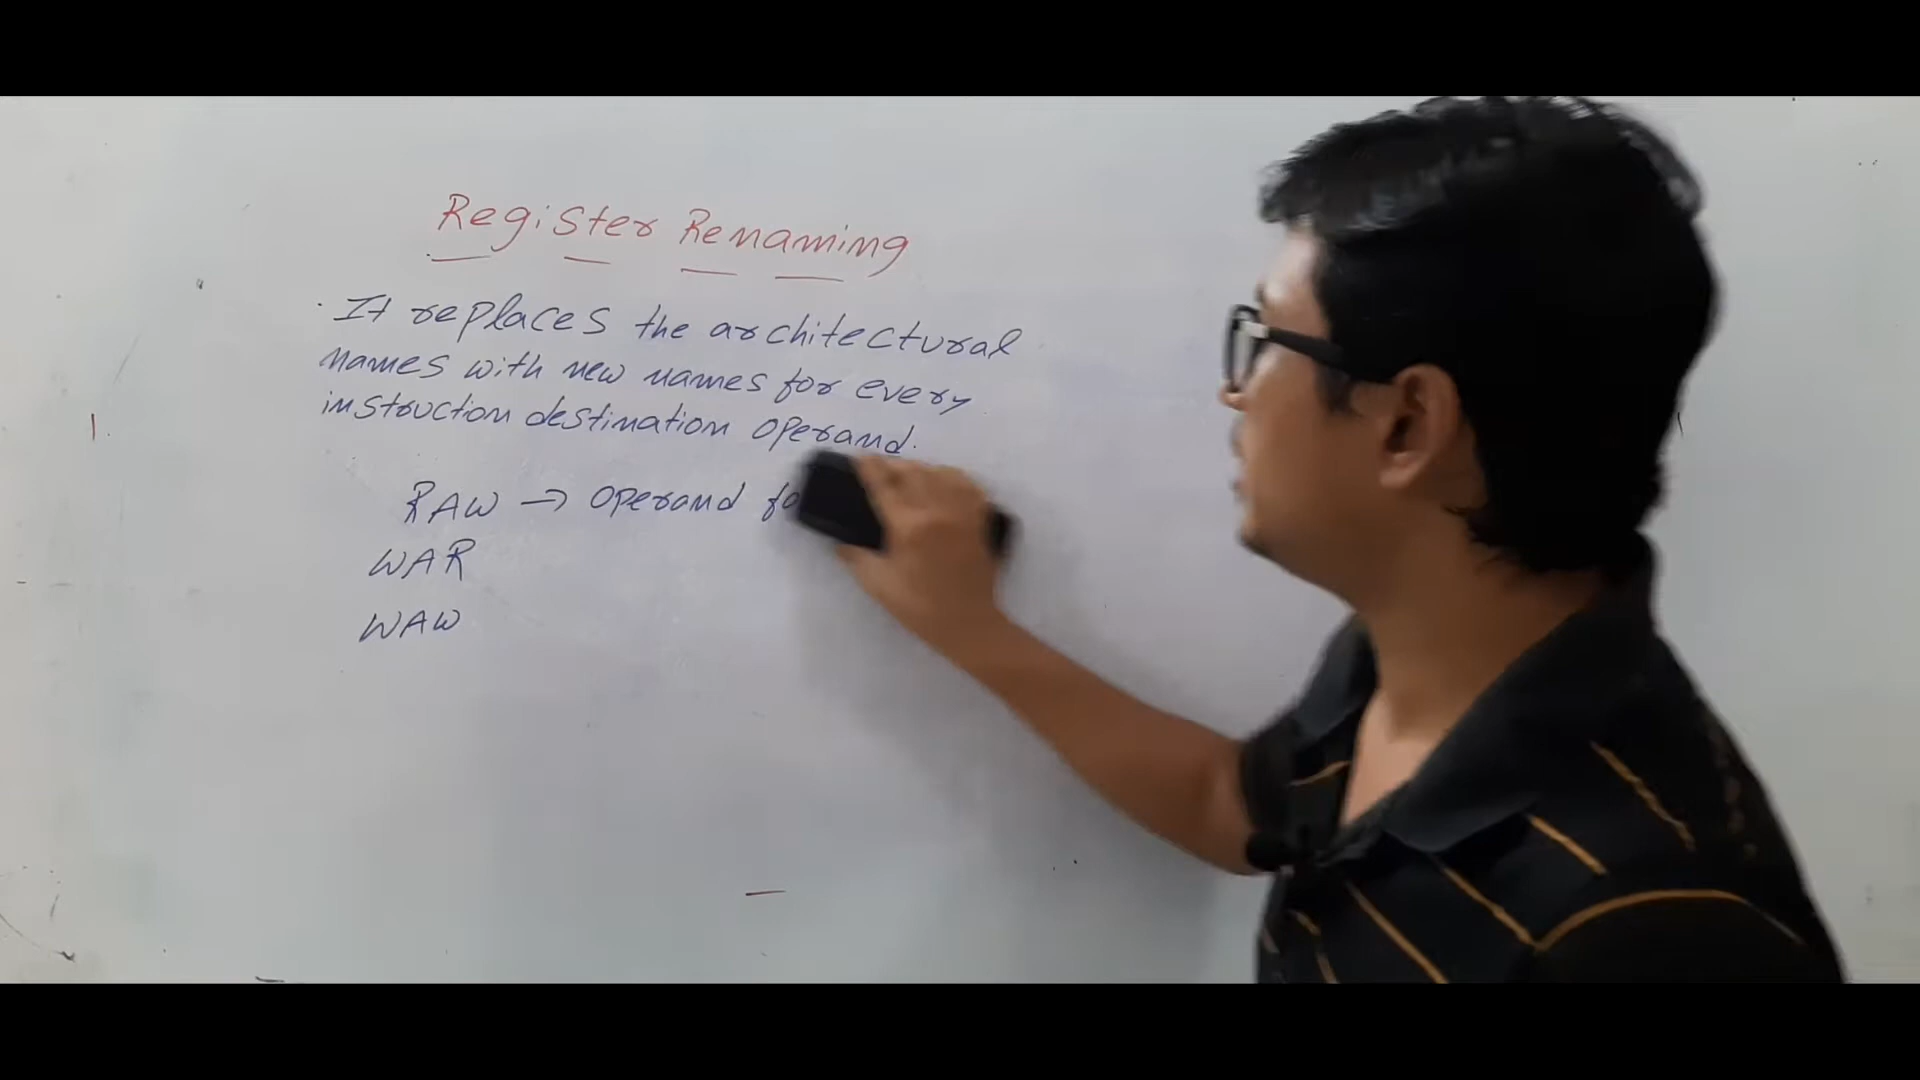 Register Renaming
. It replaces the architectural
names with new names for every
instruction destination operand.
RAW → operand fo
WAR
WAW